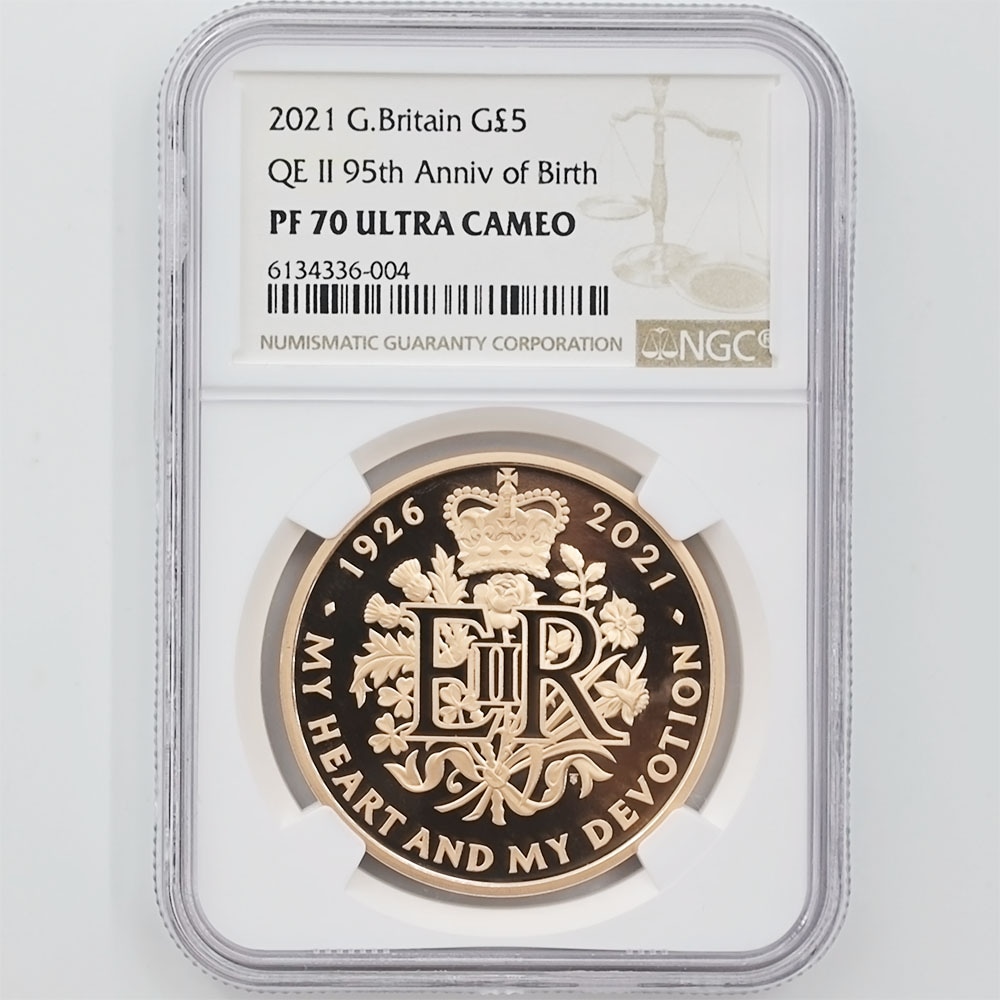 2021 G.Britain G£5
QE II 95th Anniv of Birth
PF 70 ULTRA CAMEO
6134336-004
NUMISMATIC GUARANTY CORPORATION
NGC®
1926
2021
EIIR
MY HEART AND MY DEVOTION